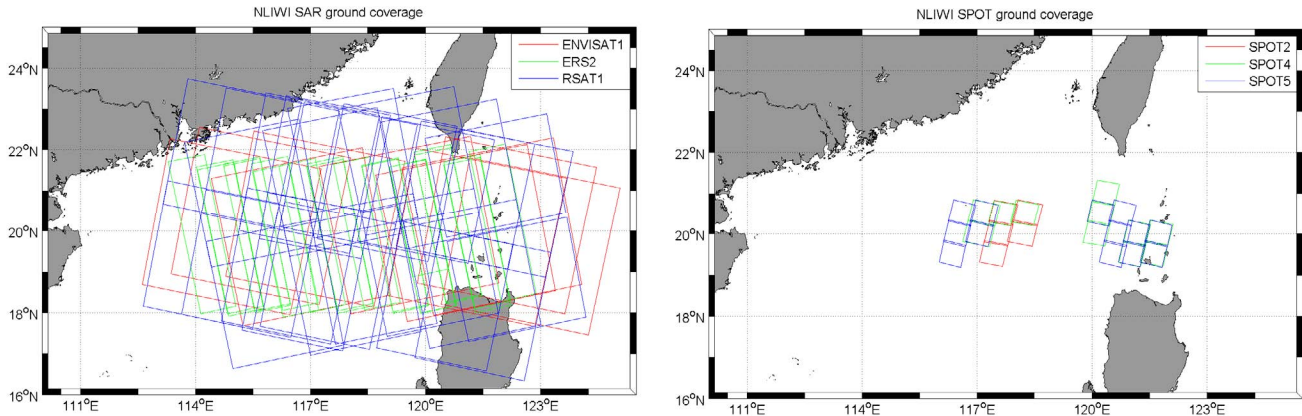 NLIWI SAR ground coverage
ENVISAT1
ERS2
RSAT1
24°N
22°N
20°N
18°N
16°N
111°E
114°E
117°E
120°E
123°E
NLIWI SPOT ground coverage
SPOT2
SPOT4
SPOT5
24°N
22°N
20°N
18°N
16°N
111°E
114°E
117°E
120°E
123°E